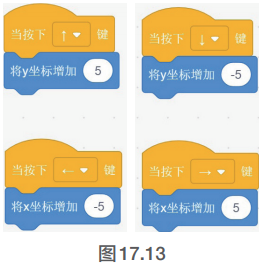 当按下 ↑ 键
将y坐标增加 5
当按下 ↓ 键
将y坐标增加 -5
当按下 ← 键
将x坐标增加 -5
当按下 → 键
将x坐标增加 5
图17.13